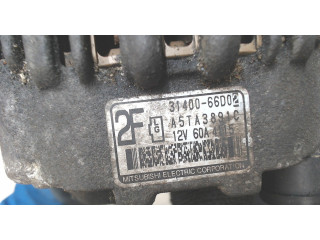 2F
31400-66D02
A5TA3891C
12V 60A
MITSUBISHI ELECTRIC CORPORATION